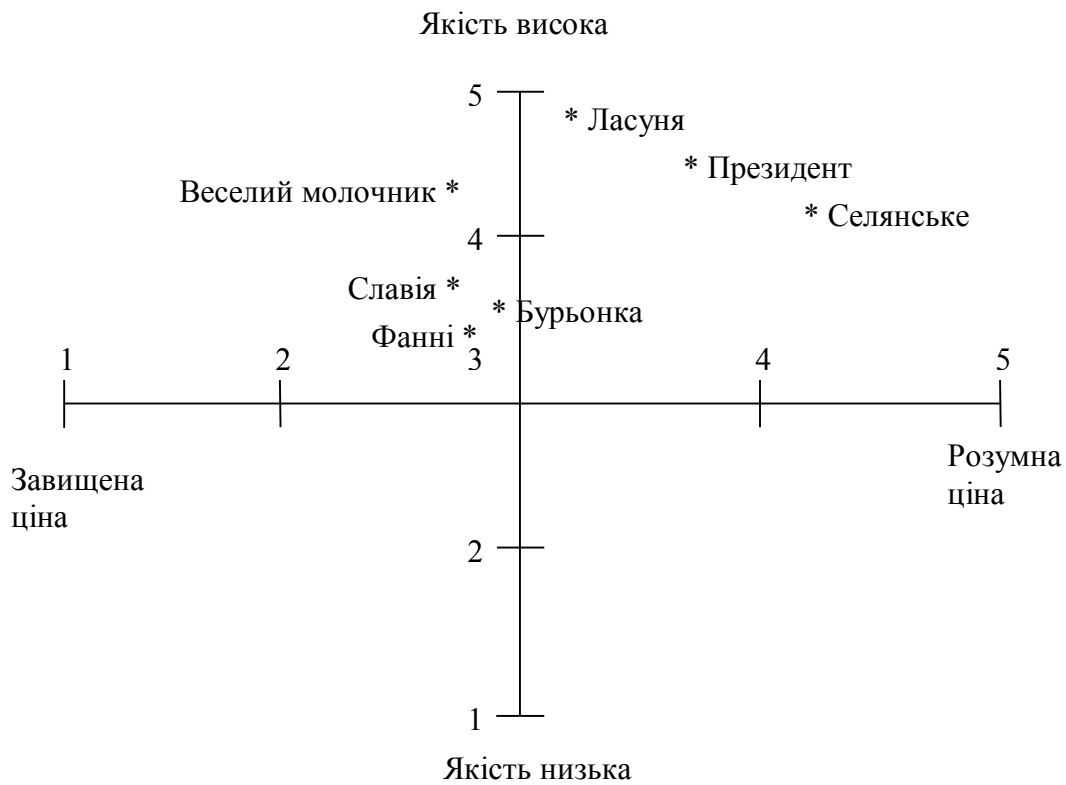 Якість висока
5
* Ласуня
* Президент
Веселий молочник *
* Селянське
4
Славія *
* Бурьонка
Фанні *
1 2 3 4 5
Розумна
ціна
Завищена
ціна
2
1
Якість низька